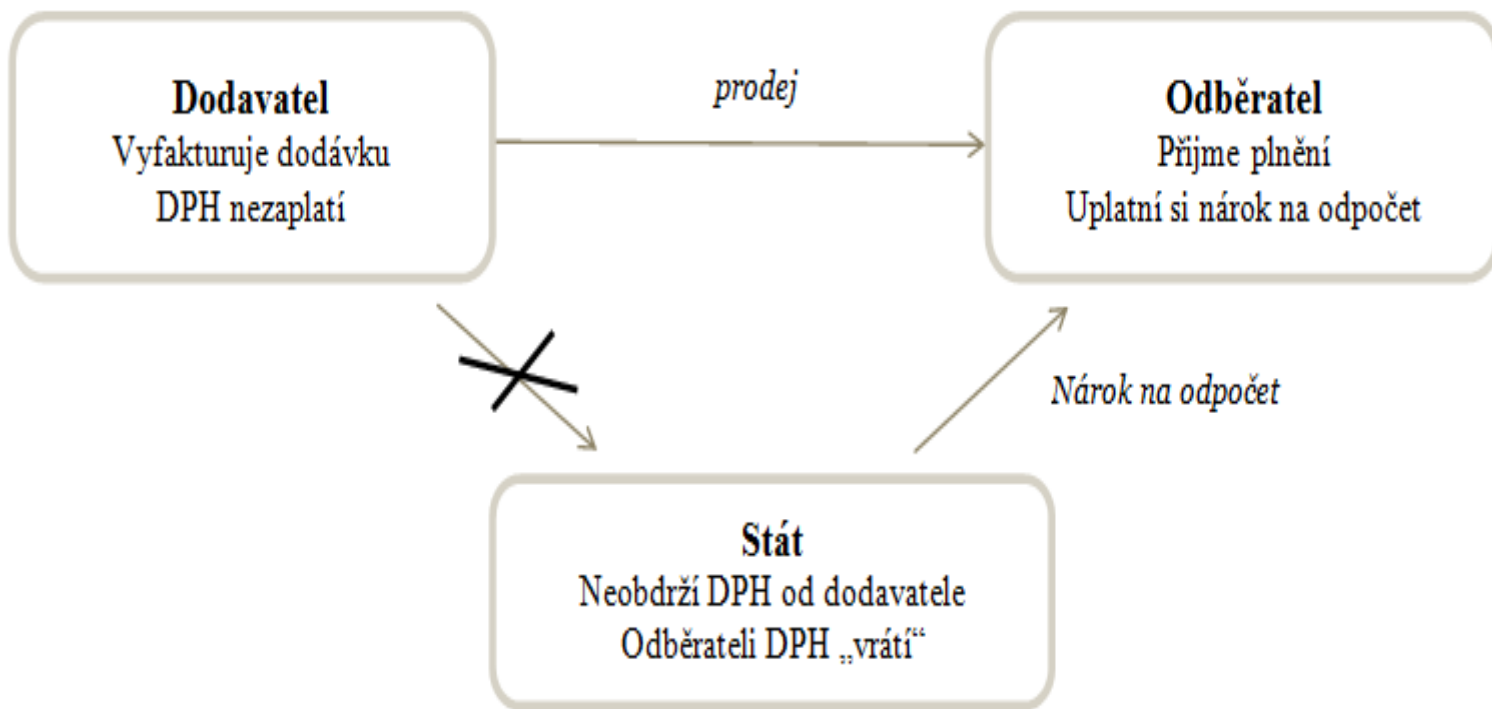 Dodavatel
Vyfakturuje dodávku
DPH nezaplatí
prodej
Odběratel
Přijme plnění
Uplatní si nárok na odpočet
Nárok na odpočet
Stát
Neobdrží DPH od dodavatele
Odběrateli DPH „vrátí“